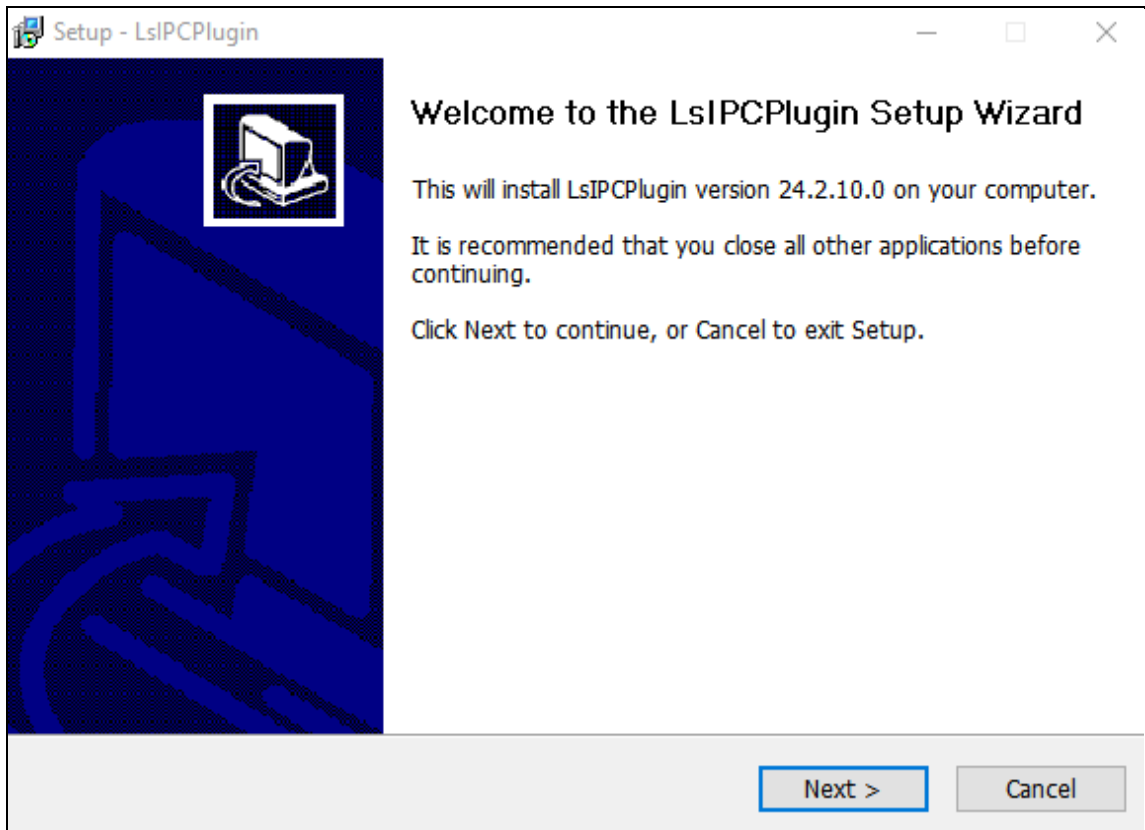 Setup - LsIPCPlugin
Welcome to the LsIPCPlugin Setup Wizard
This will install LsIPCPlugin version 24.2.10.0 on your computer.
It is recommended that you close all other applications before
continuing.
Click Next to continue, or Cancel to exit Setup.
Next >
Cancel